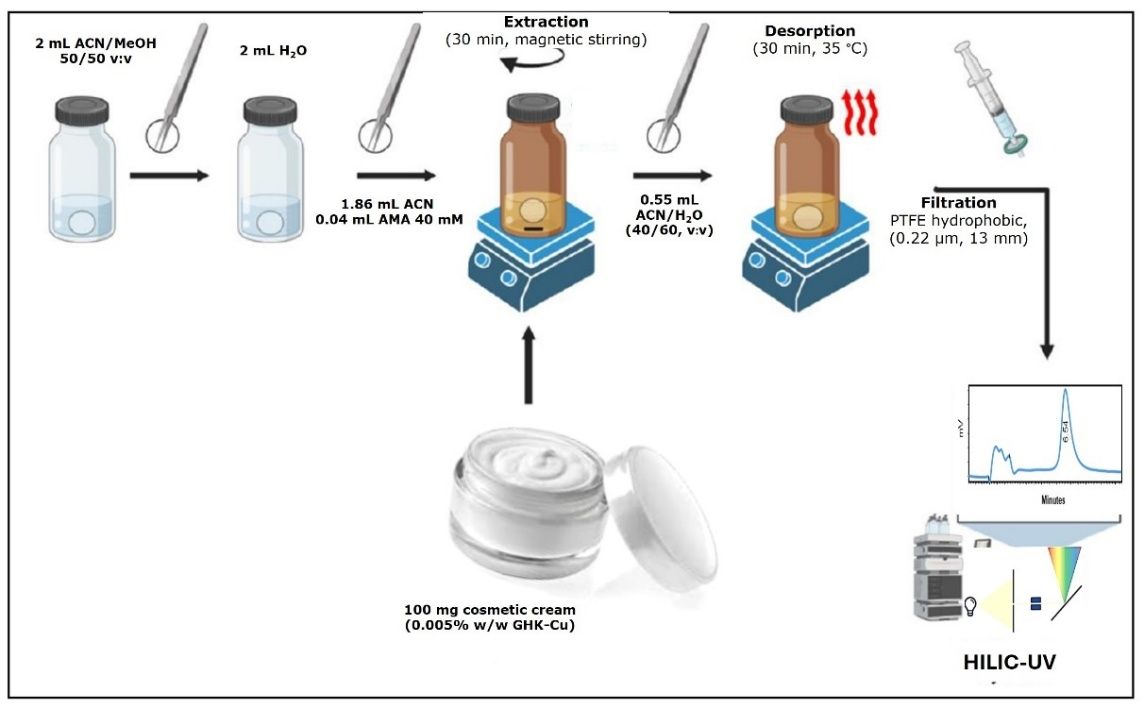 2 mL ACN/MeOH
50/50 v:v
2 mL H₂O
Extraction
(30 min, magnetic stirring)
Desorption
(30 min, 35 °C)
1.86 mL ACN
0.04 mL AMA 40 mM
0.55 mL
ACN/H₂O
(40/60, v:v)
Filtration
PTFE hydrophobic,
(0.22 μm, 13 mm)
mV
6.54
Minutes
100 mg cosmetic cream
(0.005% w/w GHK-Cu)
HILIC-UV